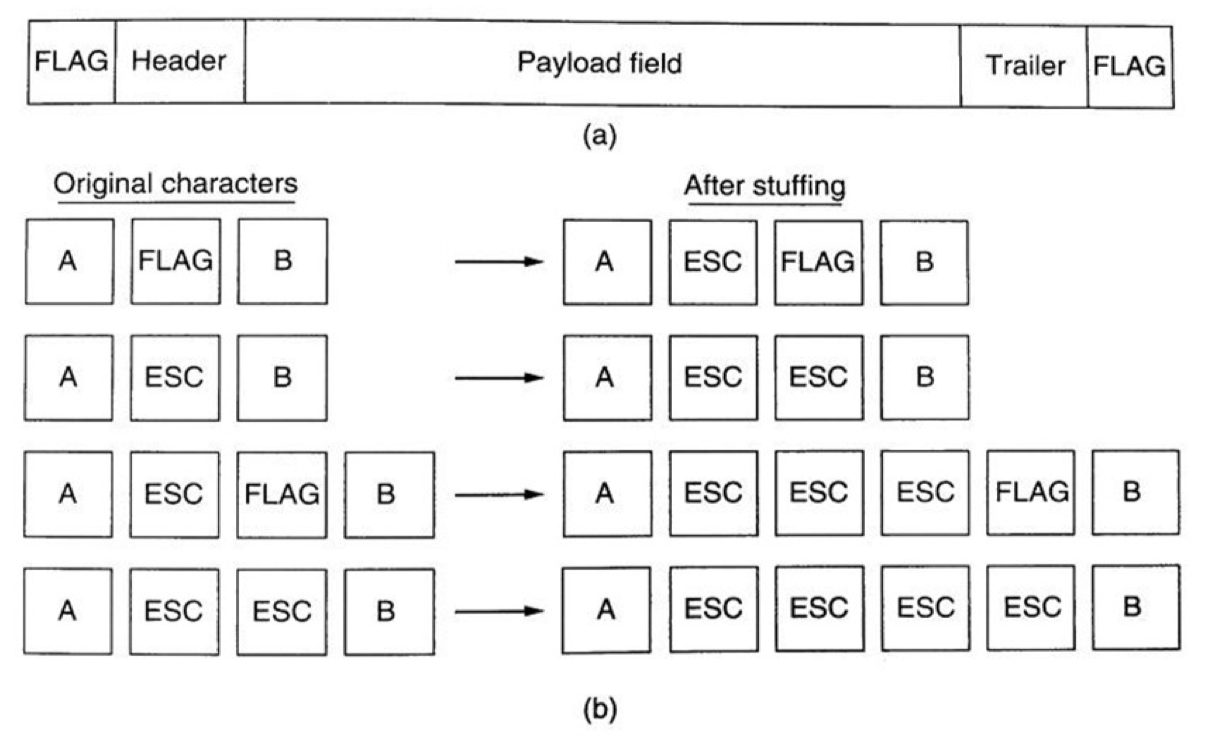 FLAG Header Payload field Trailer FLAG
(a)
Original characters After stuffing
A FLAG B A ESC FLAG B
A ESC B A ESC ESC B
A ESC FLAG B A ESC ESC ESC FLAG B
A ESC ESC B A ESC ESC ESC ESC B
(b)